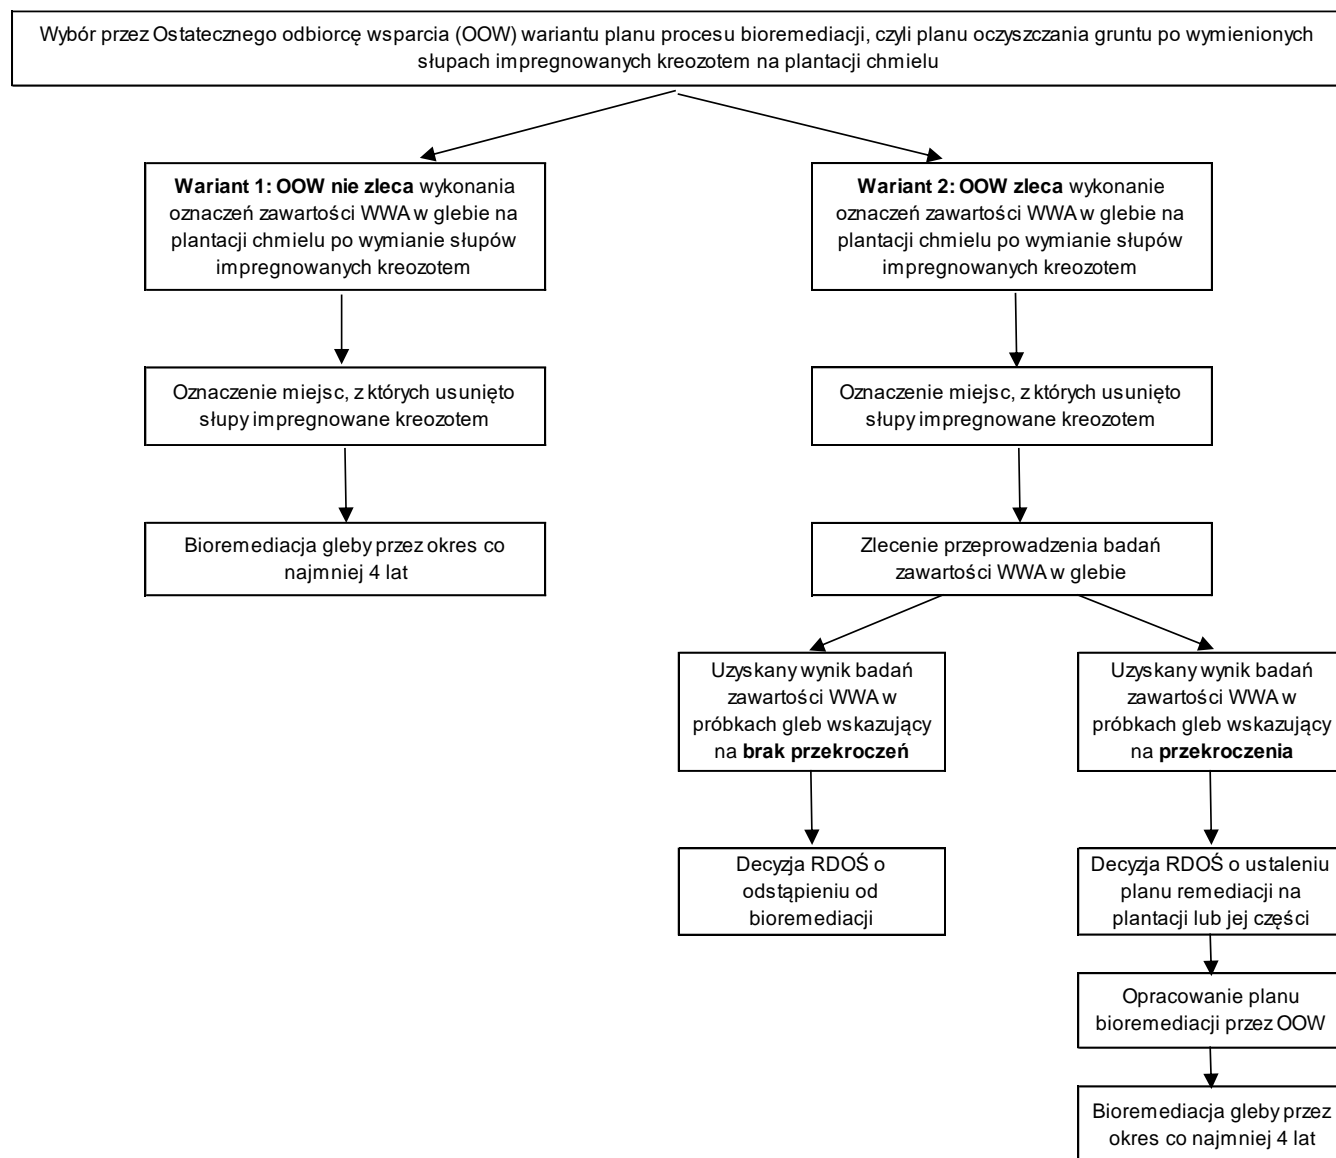 Wybór przez Ostatecznego odbiorcę wsparcia (OOW) wariantu planu procesu bioremediacji, czyli planu oczyszczania gruntu po wymienionych
słupach impregnowanych kreozotem na plantacji chmielu
Wariant 1: OOW nie zleca wykonania
oznaczeń zawartości WWA w glebie na
plantacji chmielu po wymianie słupów
impregnowanych kreozotem
Oznaczenie miejsc, z których usunięto
słupy impregnowane kreozotem
Bioremediacja gleby przez okres co
najmniej 4 lat
Wariant 2: OOW zleca wykonanie
oznaczeń zawartości WWA w glebie na
plantacji chmielu po wymianie słupów
impregnowanych kreozotem
Oznaczenie miejsc, z których usunięto
słupy impregnowane kreozotem
Zlecenie przeprowadzenia badań
zawartości WWA w glebie
Uzyskany wynik badań
zawartości WWA w
próbkach gleb wskazujący
na brak przekroczeń
Decyzja RDOŚ o
odstąpieniu od
bioremediacji
Uzyskany wynik badań
zawartości WWA w
próbkach gleb wskazujący
na przekroczenia
Decyzja RDOŚ o ustaleniu
planu remediacji na
plantacji lub jej części
Opracowanie planu
bioremediacji przez OOW
Bioremediacja gleby przez
okres co najmniej 4 lat